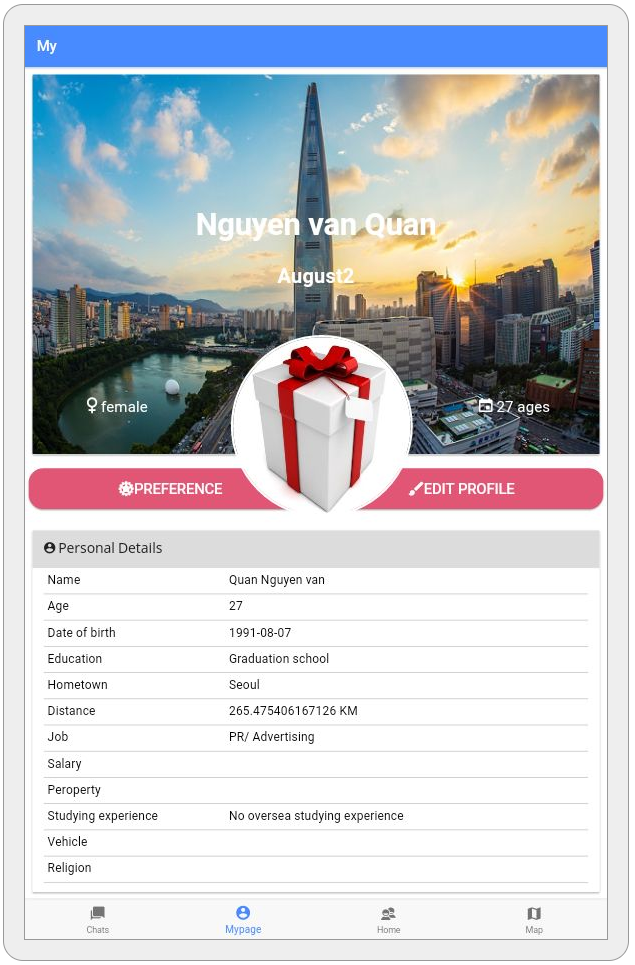 My
Nguyen van Quan
August2
female
27 ages
PREFERENCE
EDIT PROFILE
Personal Details
Name Quan Nguyen van
Age 27
Date of birth 1991-08-07
Education Graduation school
Hometown Seoul
Distance 265.475406167126 KM
Job PR/ Advertising
Salary
Peroperty
Studying experience No oversea studying experience
Vehicle
Religion
Chats Mypage Home Map